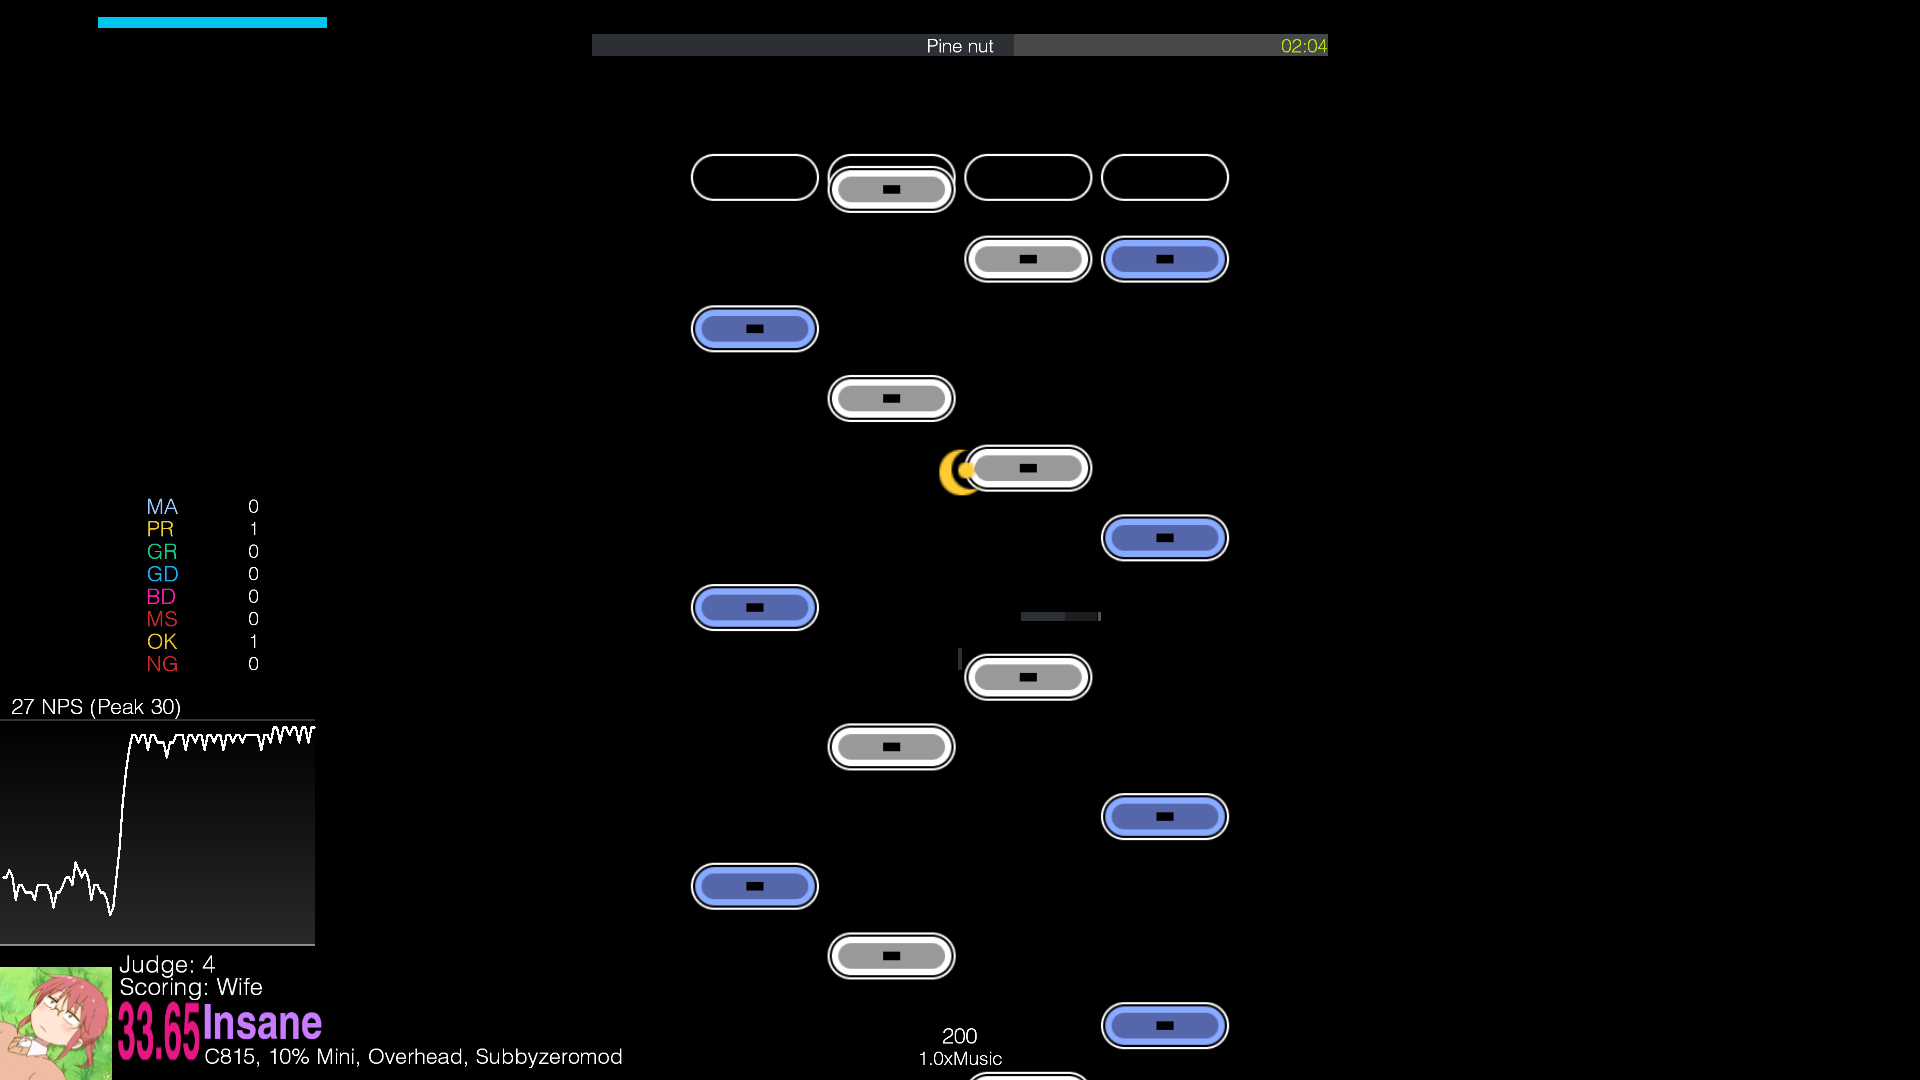 Pine nut 02:04
MA 0
PR 1
GR 0
GD 0
BD 0
MS 0
OK 1
NG 0
27 NPS (Peak 30)
Judge: 4
Scoring: Wife
33.65 Insane
C815, 10% Mini, Overhead, Subbyzeromod
200
1.0xMusic